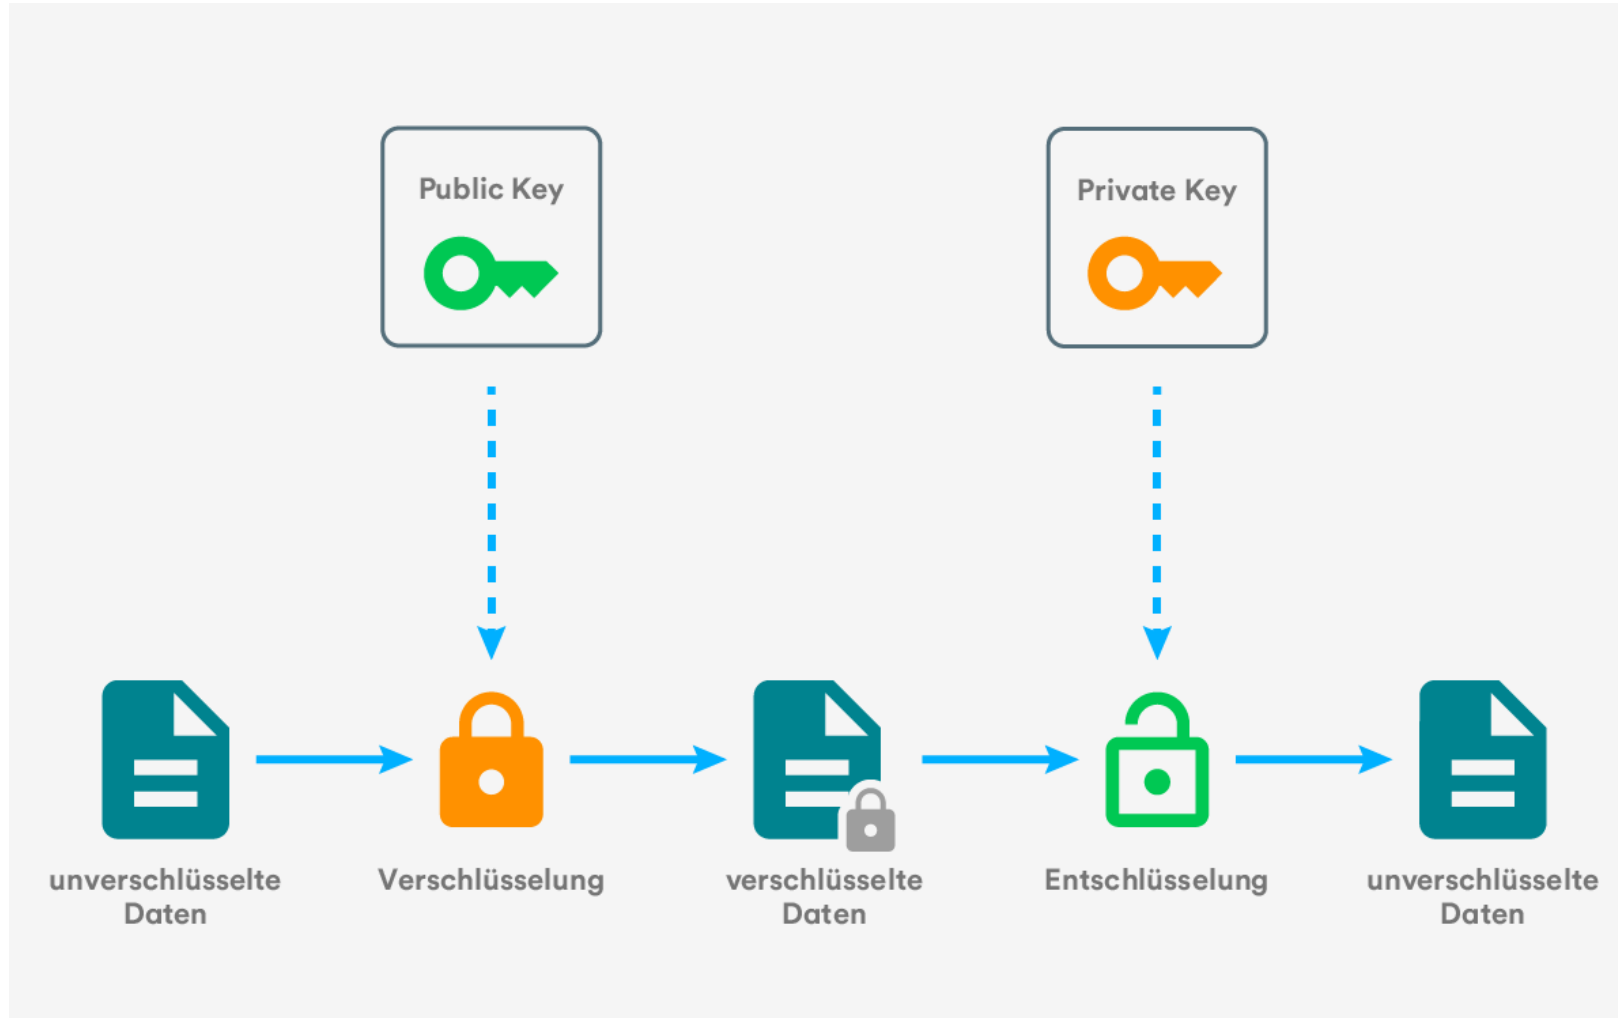 Public Key
Private Key
unverschlüsselte
Daten
Verschlüsselung
verschlüsselte
Daten
Entschlüsselung
unverschlüsselte
Daten